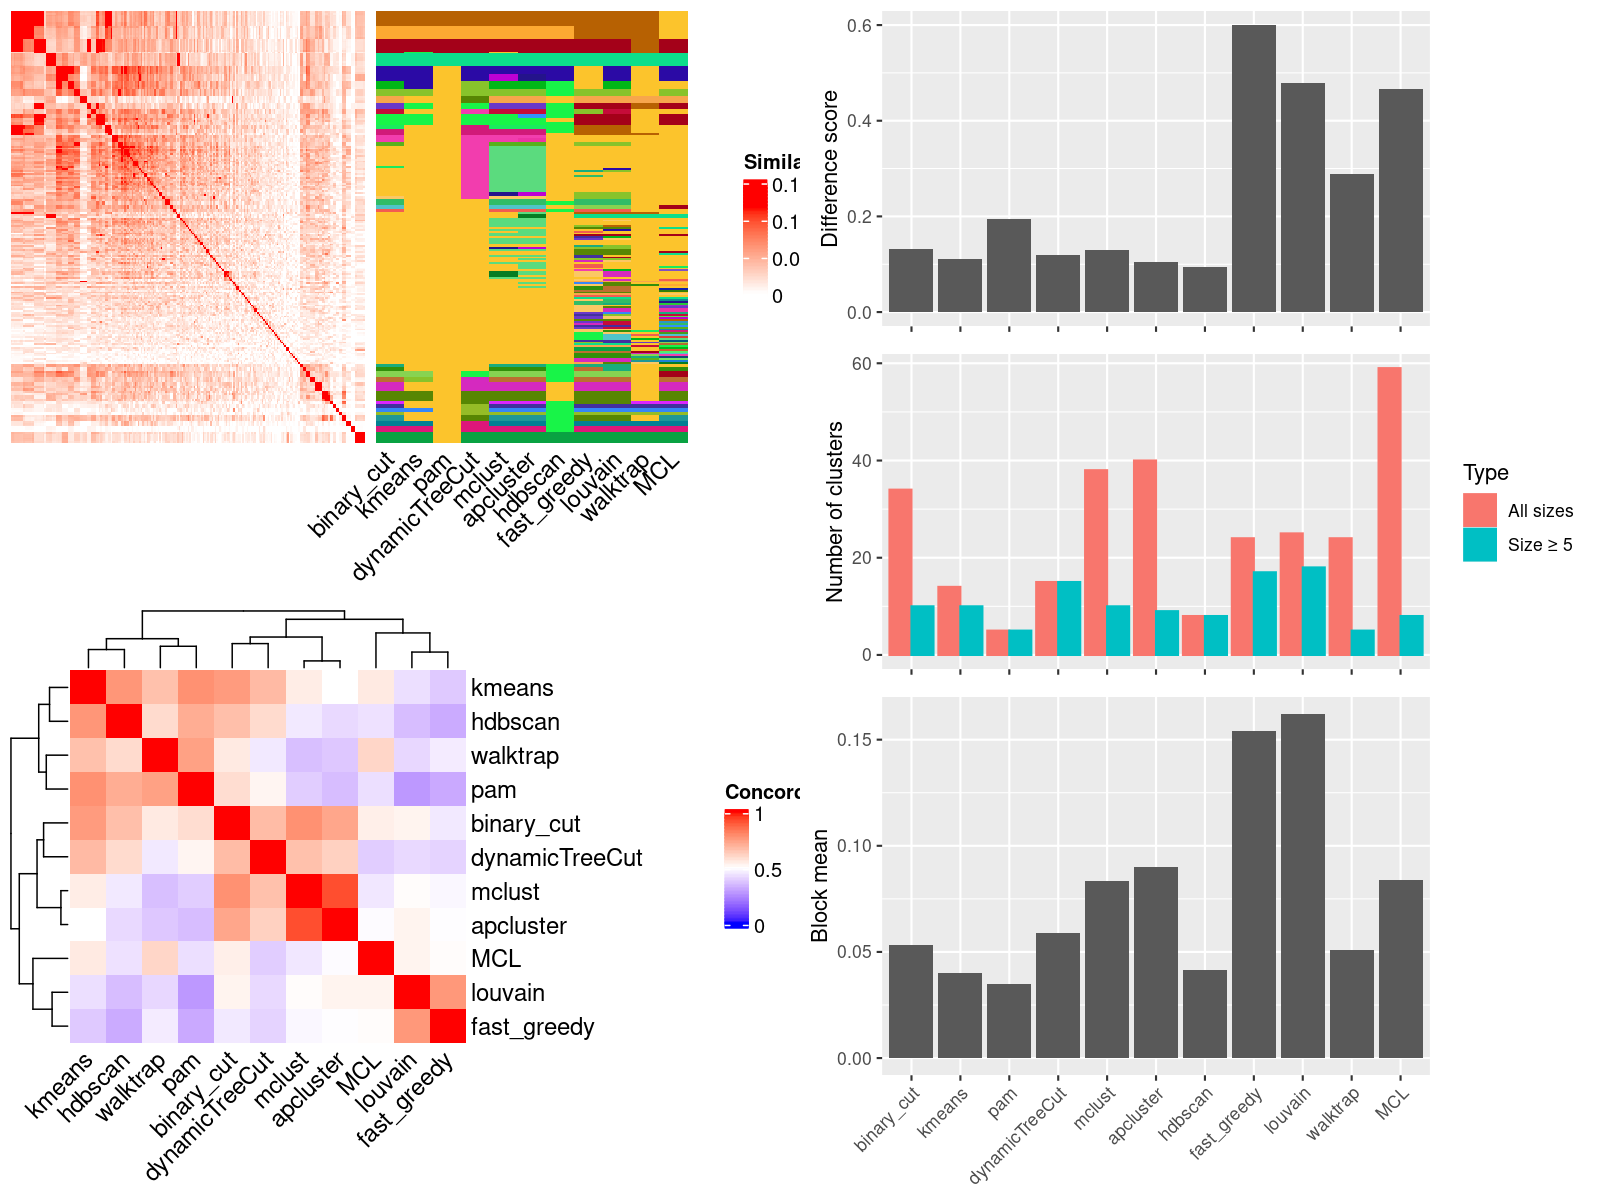 Simila
0.1
0.1
0.0
0
binary_cut
kmeans
pam
dynamicTreeCut
mclust
apcluster
hdbscan
fast_greedy
louvain
walktrap
MCL
kmeans
hdbscan
walktrap
pam
binary_cut
dynamicTreeCut
mclust
apcluster
MCL
louvain
fast_greedy
kmeans
hdbscan
walktrap
pam
binary_cut
dynamicTreeCut
mclust
apcluster
MCL
louvain
fast_greedy
Concord
1
0.5
0
Difference score
0.6
0.4
0.2
0.0
Number of clusters
60
40
20
0
Type
All sizes
Size ≥ 5
Block mean
0.15
0.10
0.05
0.00
binary_cut
kmeans
pam
dynamicTreeCut
mclust
apcluster
hdbscan
fast_greedy
louvain
walktrap
MCL